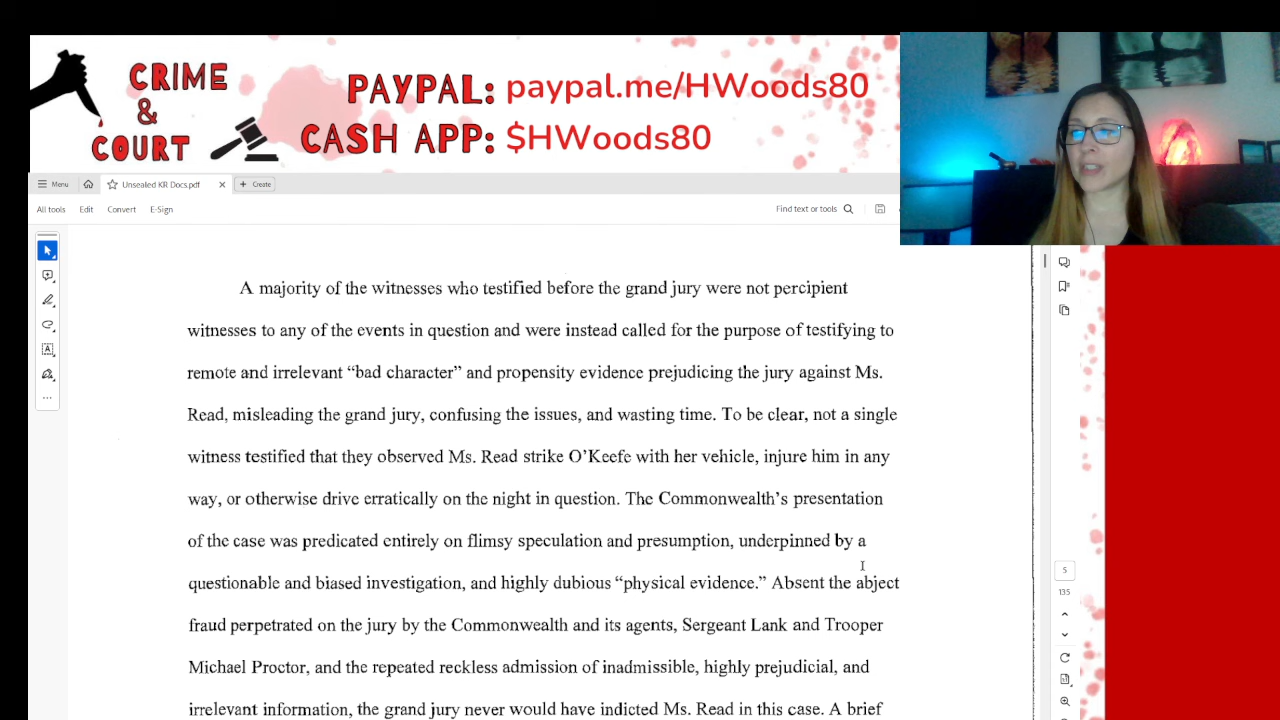 CRIME
&
COURT
PAYPAL: paypal.me/HWoods80
CASH APP: $HWoods80
Menu
Unsealed KR Docs.pdf
Create
All tools
Edit
Convert
E-Sign
Find text or tools
A majority of the witnesses who testified before the grand jury were not percipient
witnesses to any of the events in question and were instead called for the purpose of testifying to
remote and irrelevant “bad character” and propensity evidence prejudicing the jury against Ms.
Read, misleading the grand jury, confusing the issues, and wasting time. To be clear, not a single
witness testified that they observed Ms. Read strike O’Keefe with her vehicle, injure him in any
way, or otherwise drive erratically on the night in question. The Commonwealth’s presentation
of the case was predicated entirely on flimsy speculation and presumption, underpinned by a
questionable and biased investigation, and highly dubious “physical evidence.” Absent the abject
fraud perpetrated on the jury by the Commonwealth and its agents, Sergeant Lank and Trooper
Michael Proctor, and the repeated reckless admission of inadmissible, highly prejudicial, and
irrelevant information, the grand jury never would have indicted Ms. Read in this case. A brief
5
135